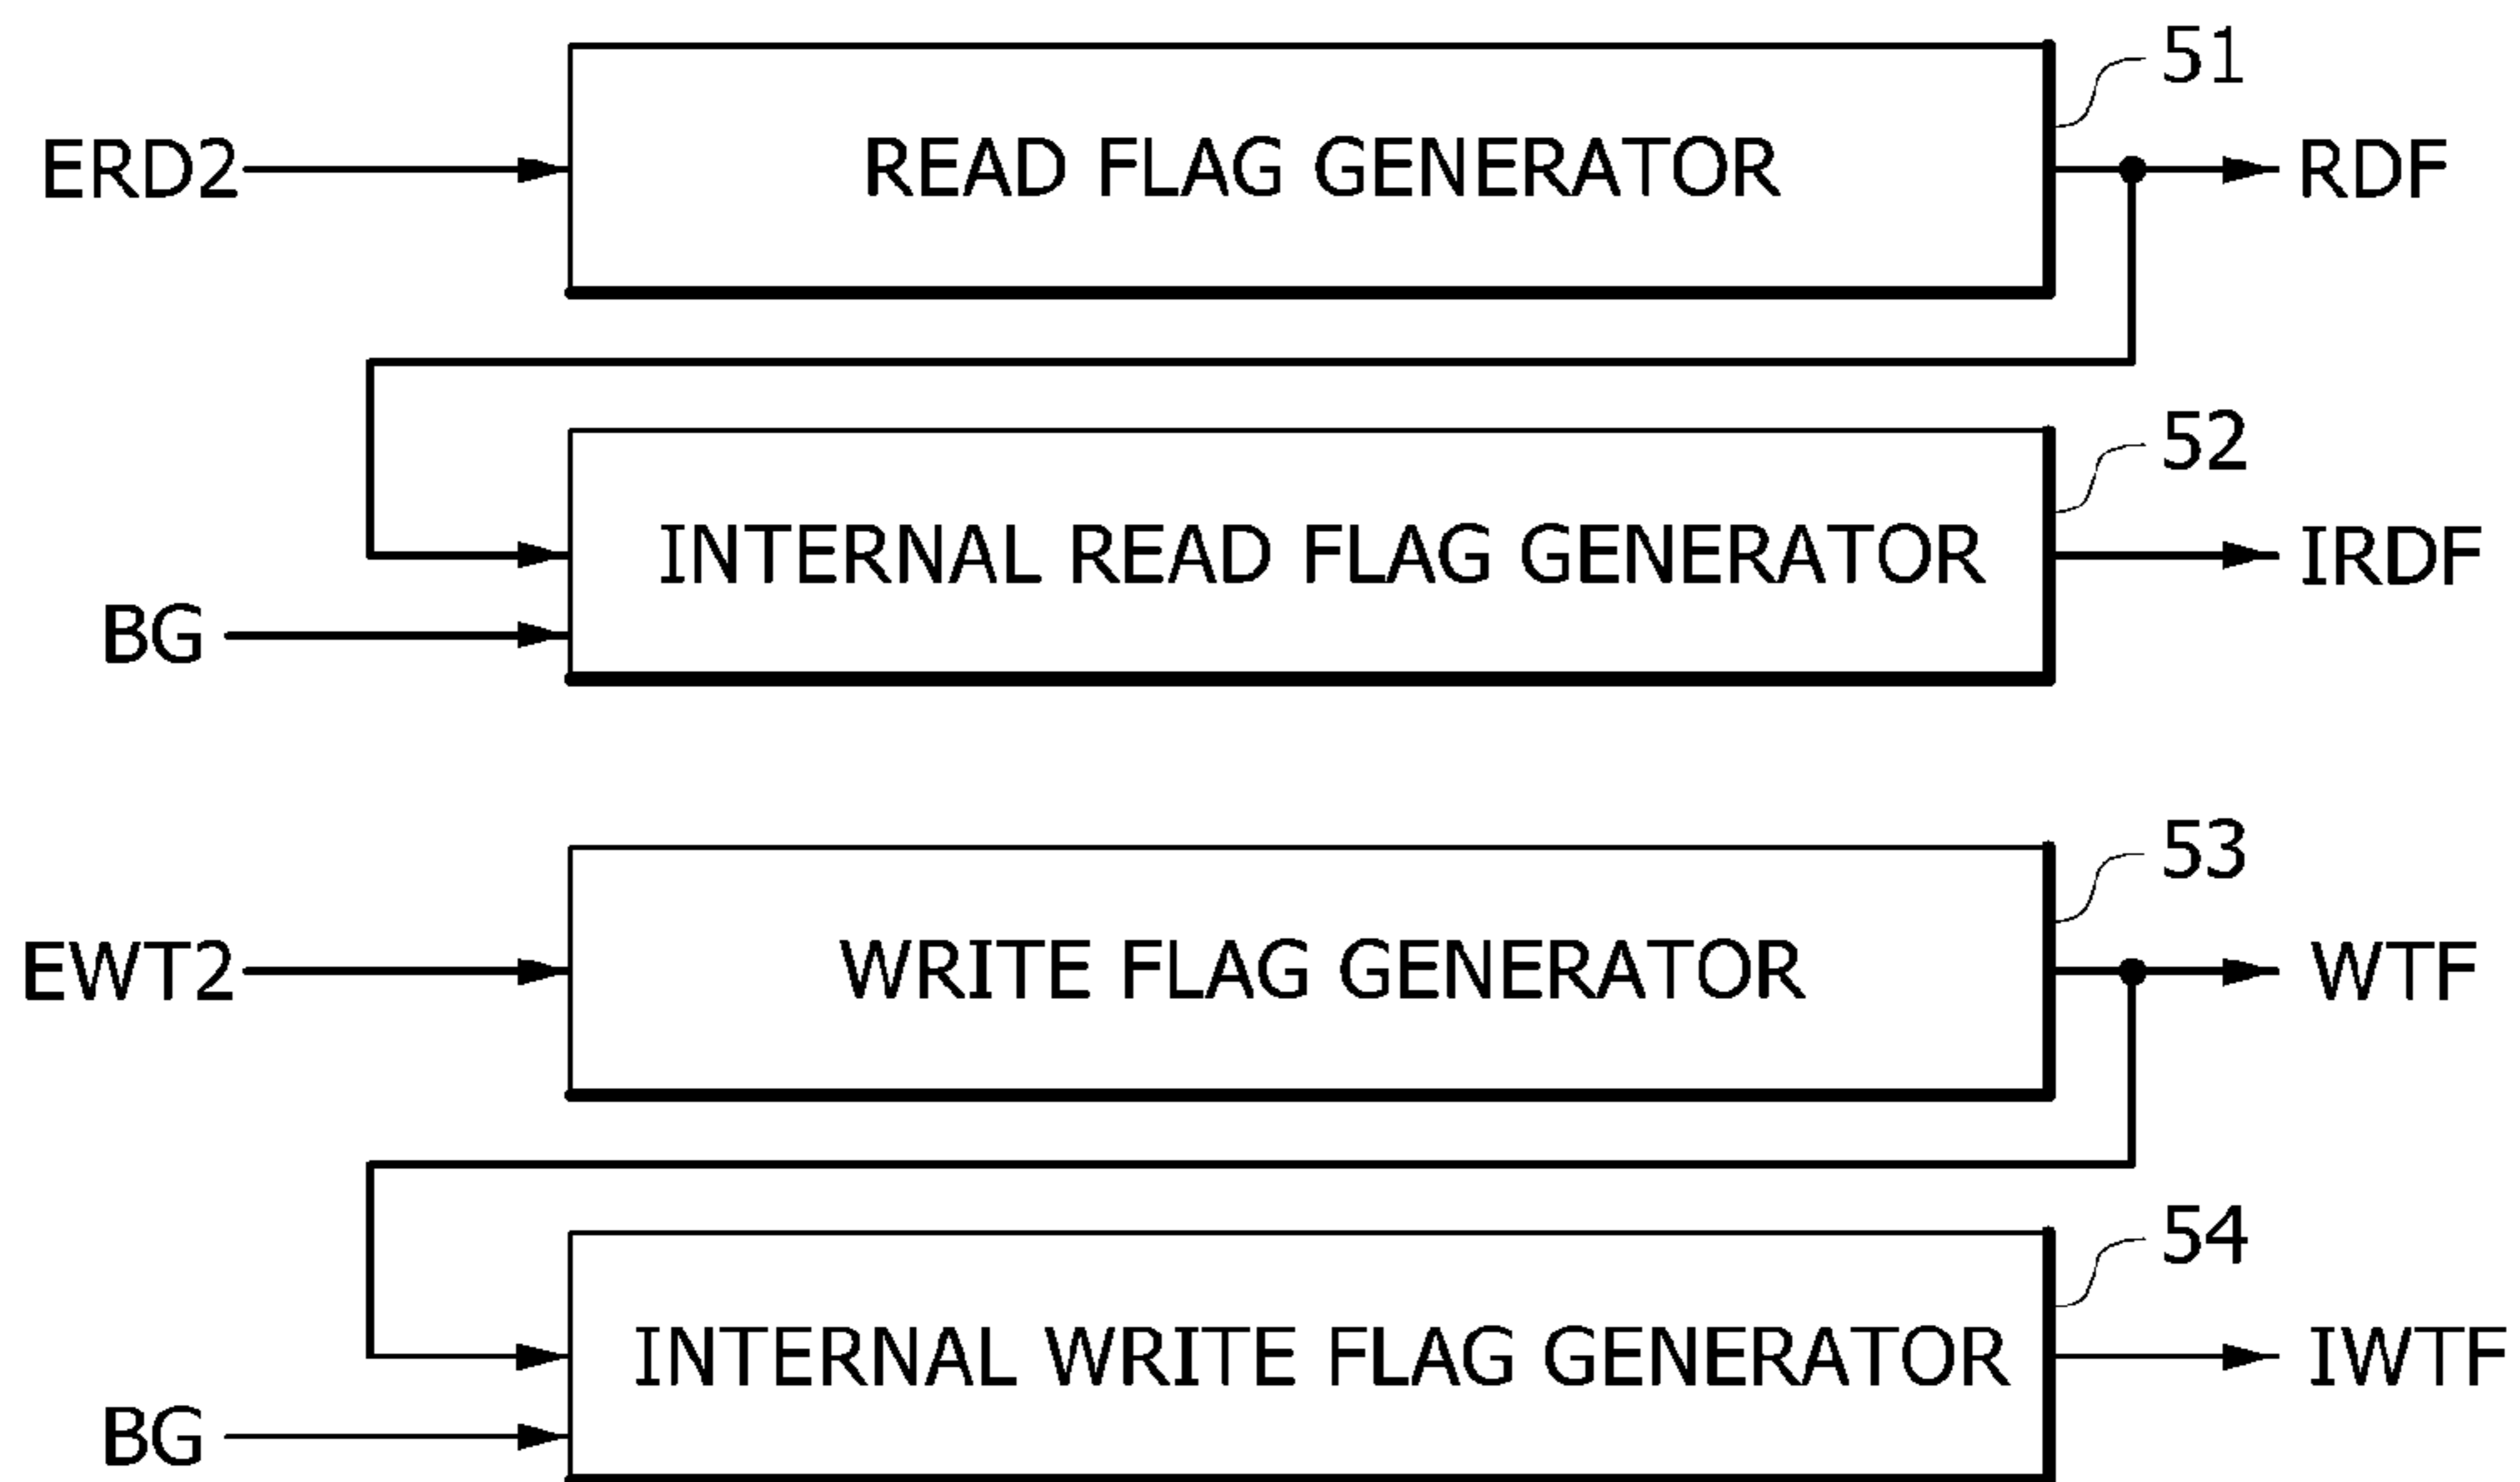 51
ERD2 READ FLAG GENERATOR RDF
52
INTERNAL READ FLAG GENERATOR IRDF
BG
53
EWT2 WRITE FLAG GENERATOR WTF
54
INTERNAL WRITE FLAG GENERATOR IWTF
BG